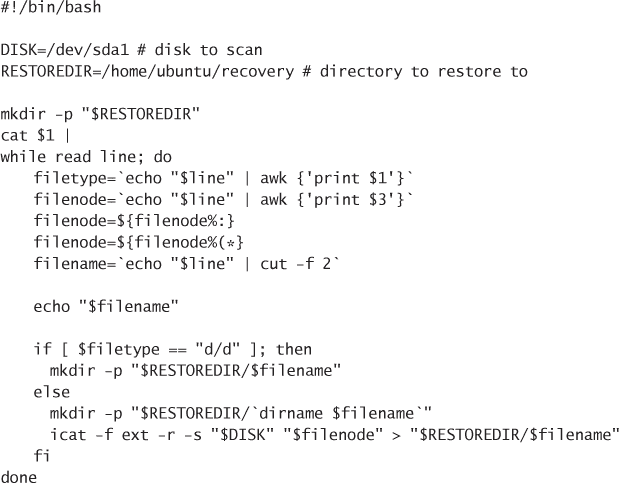 #!/bin/bash

DISK=/dev/sda1 # disk to scan
RESTOREDIR=/home/ubuntu/recovery # directory to restore to

mkdir -p "$RESTOREDIR"
cat $1 |
while read line; do
    filetype=`echo "$line" | awk {'print $1'}`
    filenode=`echo "$line" | awk {'print $3'}`
    filenode=${filenode%:}
    filenode=${filenode%(*}
    filename=`echo "$line" | cut -f 2`

    echo "$filename"

    if [ $filetype == "d/d" ]; then
      mkdir -p "$RESTOREDIR/$filename"
    else
      mkdir -p "$RESTOREDIR/`dirname $filename`"
      icat -f ext -r -s "$DISK" "$filenode" > "$RESTOREDIR/$filename"
    fi
done